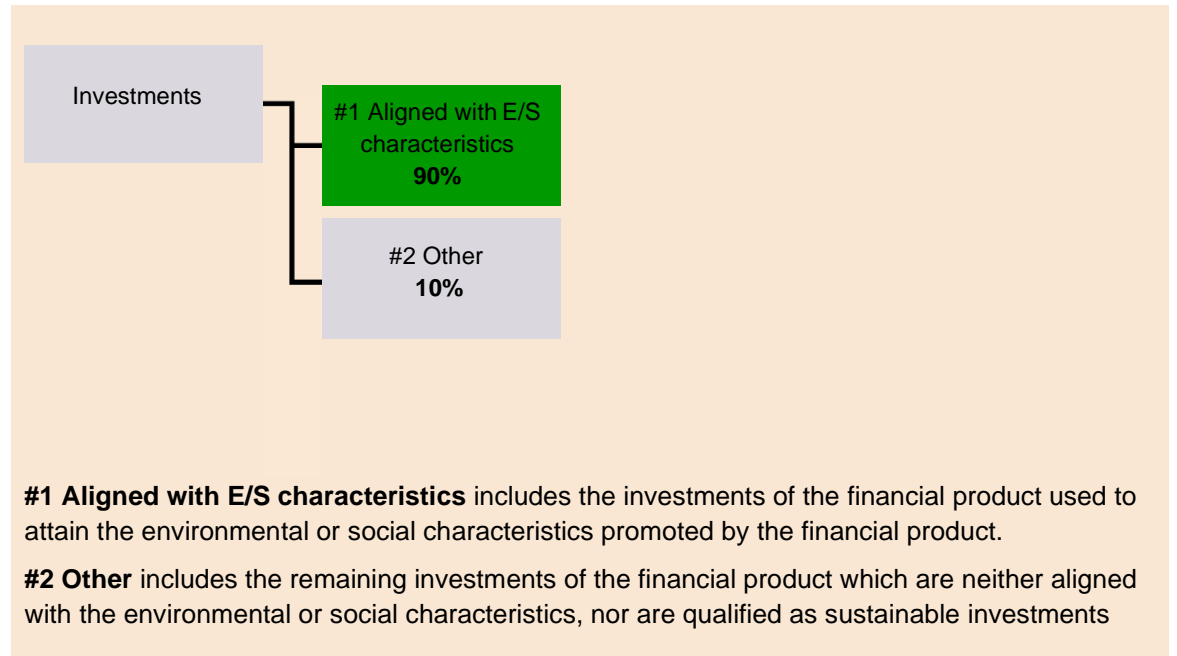 Investments
#1 Aligned with E/S
characteristics
90%
#2 Other
10%
#1 Aligned with E/S characteristics includes the investments of the financial product used to
attain the environmental or social characteristics promoted by the financial product.
#2 Other includes the remaining investments of the financial product which are neither aligned
with the environmental or social characteristics, nor are qualified as sustainable investments